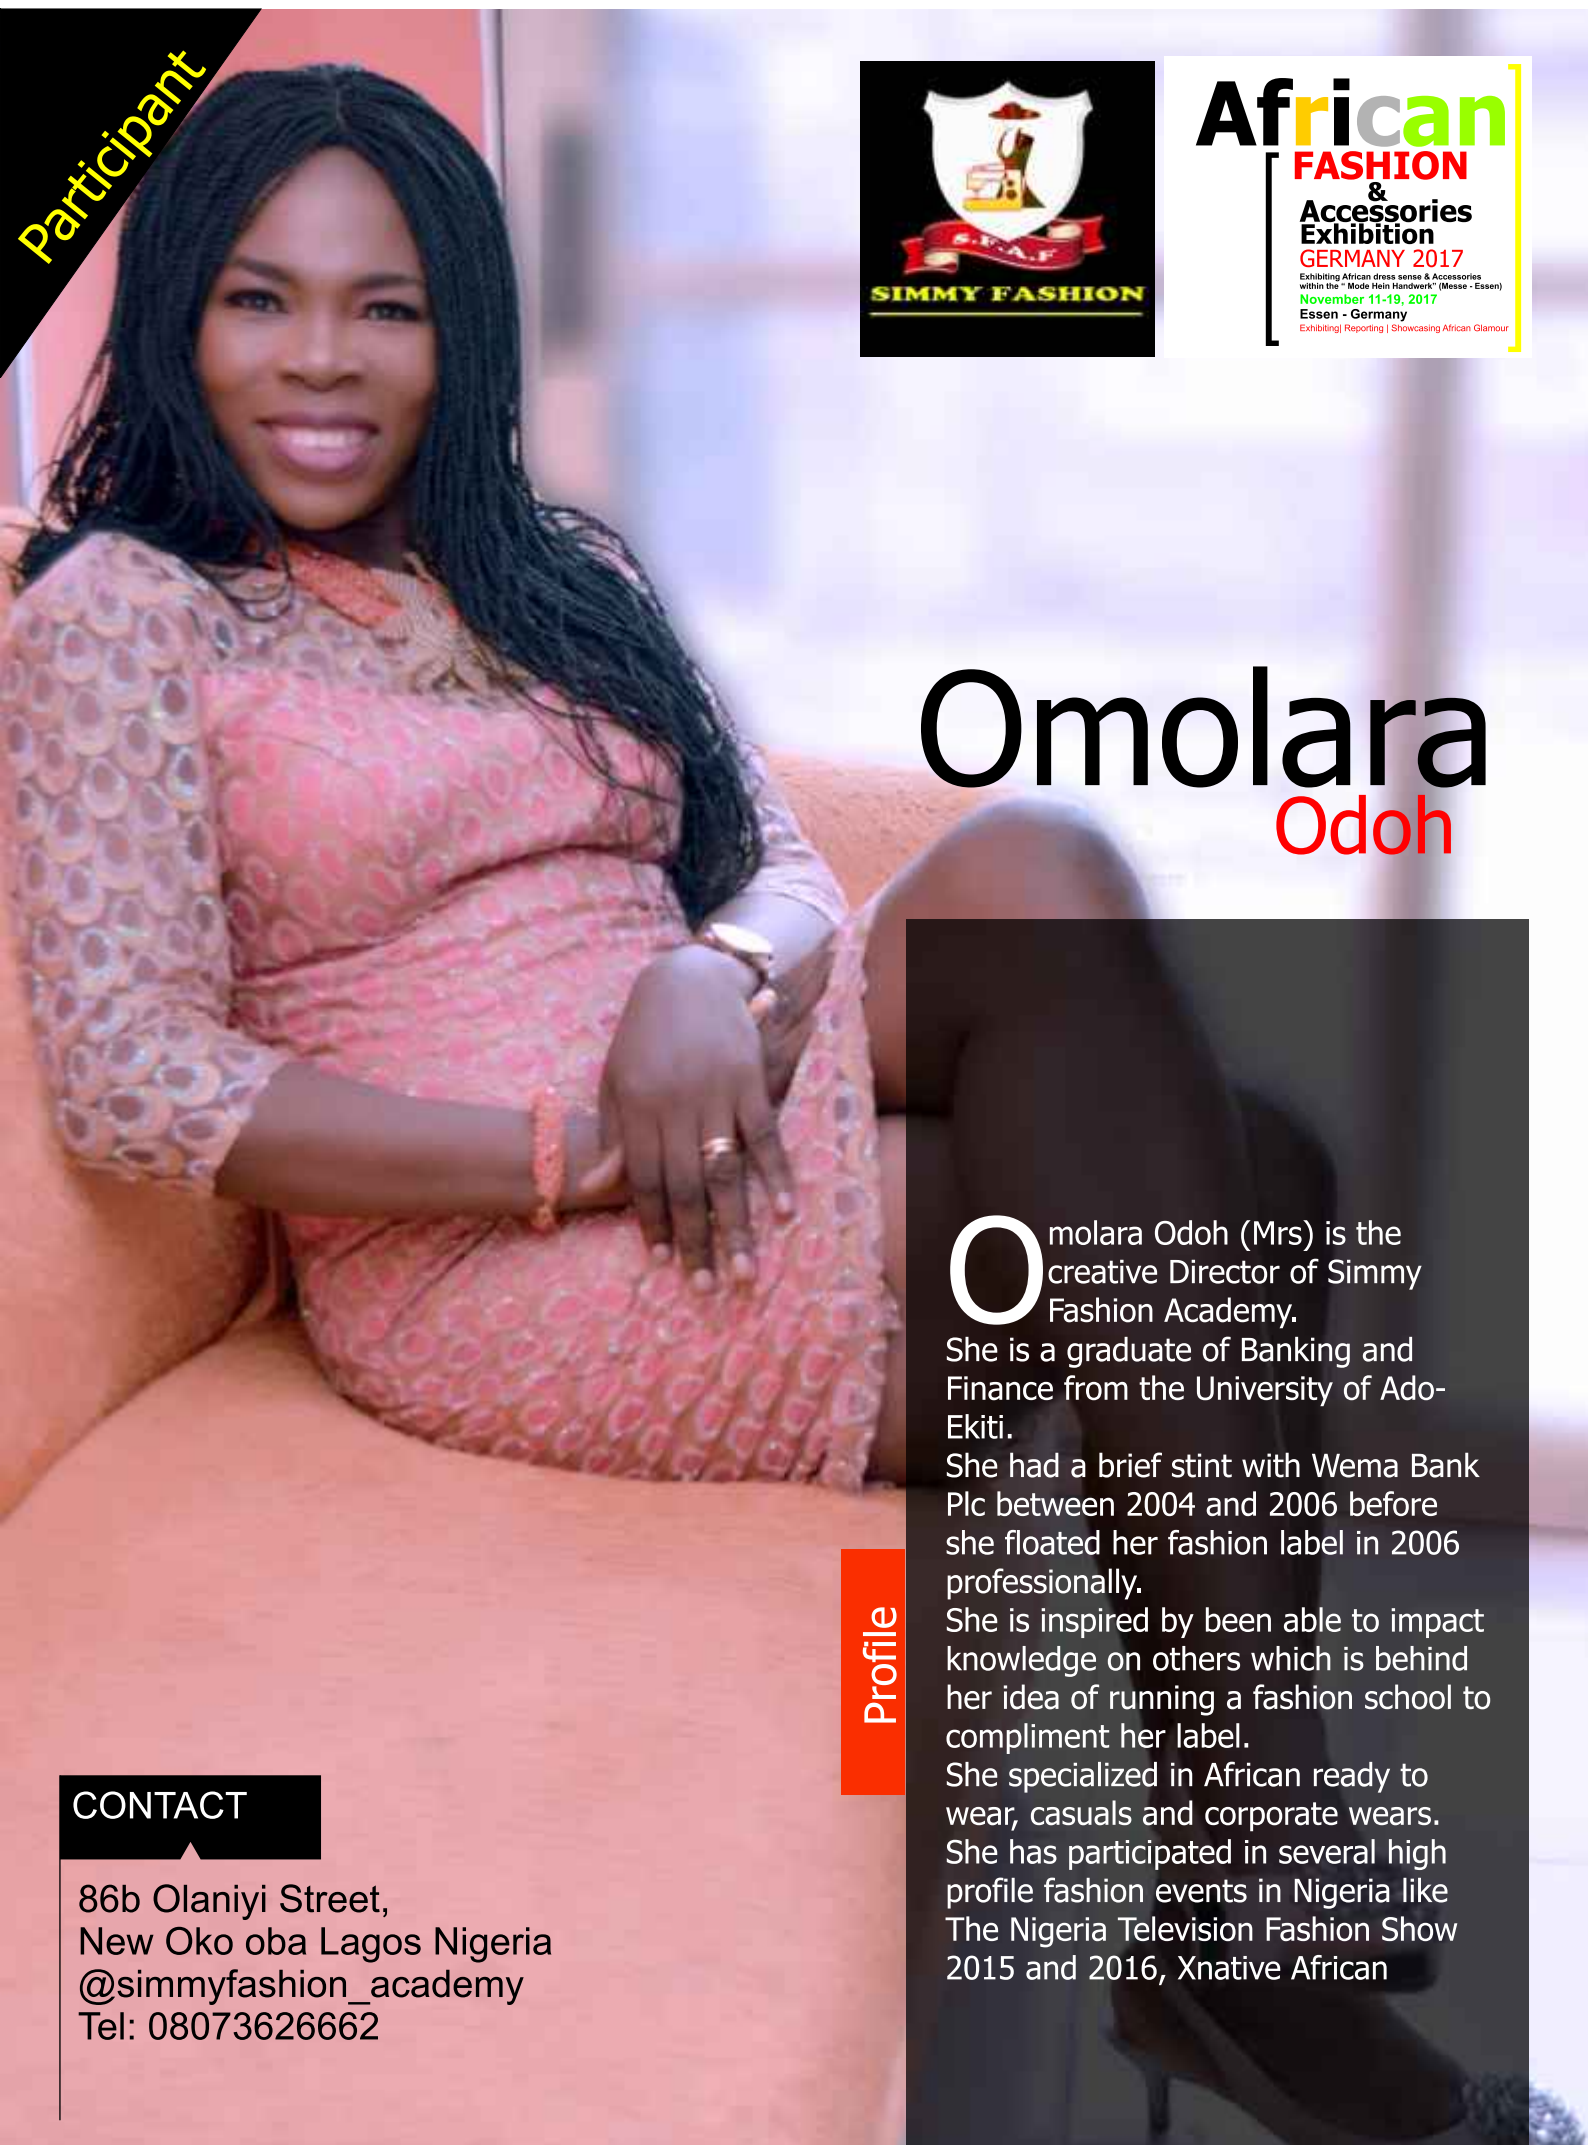 Participant
S.F.A.F
SIMMY FASHION
African
FASHION
&
Accessories
Exhibition
GERMANY 2017
Exhibiting African dress sense & Accessories
within the " Mode Hein Handwerk" (Messe - Essen)
November 11-19, 2017
Essen - Germany
Exhibiting| Reporting | Showcasing African Glamour
Omolara
Odoh
Omolara Odoh (Mrs) is the
creative Director of Simmy
Fashion Academy.
She is a graduate of Banking and
Finance from the University of Ado-
Ekiti.
She had a brief stint with Wema Bank
Plc between 2004 and 2006 before
she floated her fashion label in 2006
professionally.
She is inspired by been able to impact
knowledge on others which is behind
her idea of running a fashion school to
compliment her label.
She specialized in African ready to
wear, casuals and corporate wears.
She has participated in several high
profile fashion events in Nigeria like
The Nigeria Television Fashion Show
2015 and 2016, Xnative African
Profile
CONTACT
86b Olaniyi Street,
New Oko oba Lagos Nigeria
@simmyfashion_academy
Tel: 08073626662